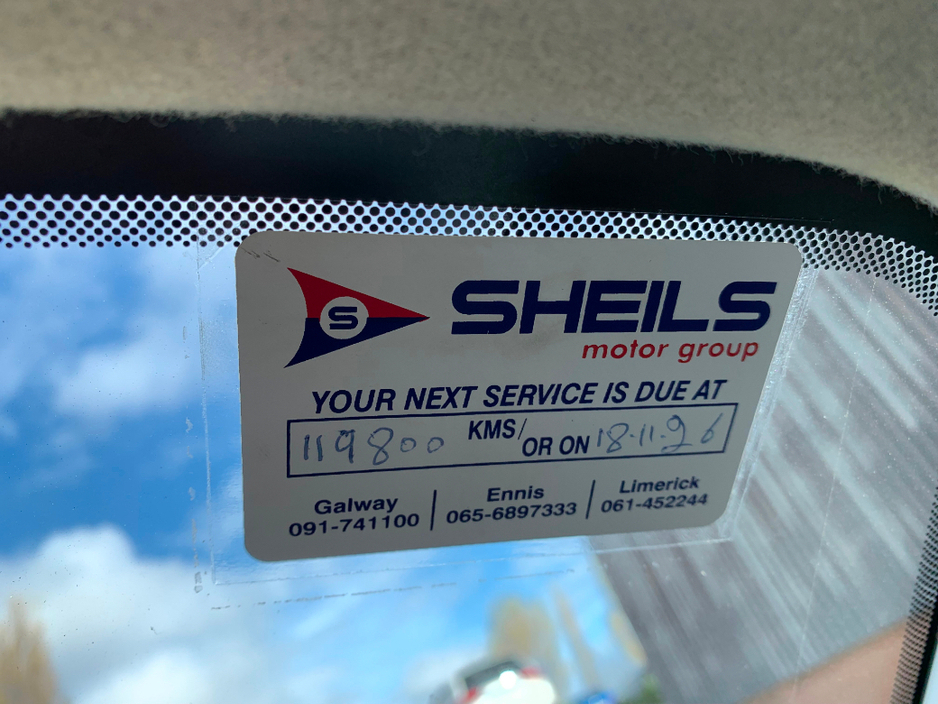 S
SHEILS
motor group
YOUR NEXT SERVICE IS DUE AT
119800 KMS/ OR ON 18.11.26
Galway
091-741100
Ennis
065-6897333
Limerick
061-452244